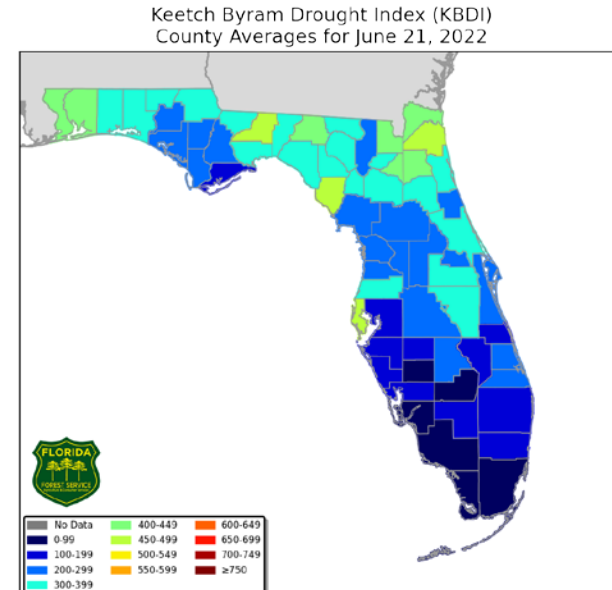 Keetch Byram Drought Index (KBDI)
County Averages for June 21, 2022
FLORIDA
FOREST SERVICE
No Data
0-99
100-199
200-299
300-399
400-449
450-499
500-549
550-599
600-649
650-699
700-749
≥750